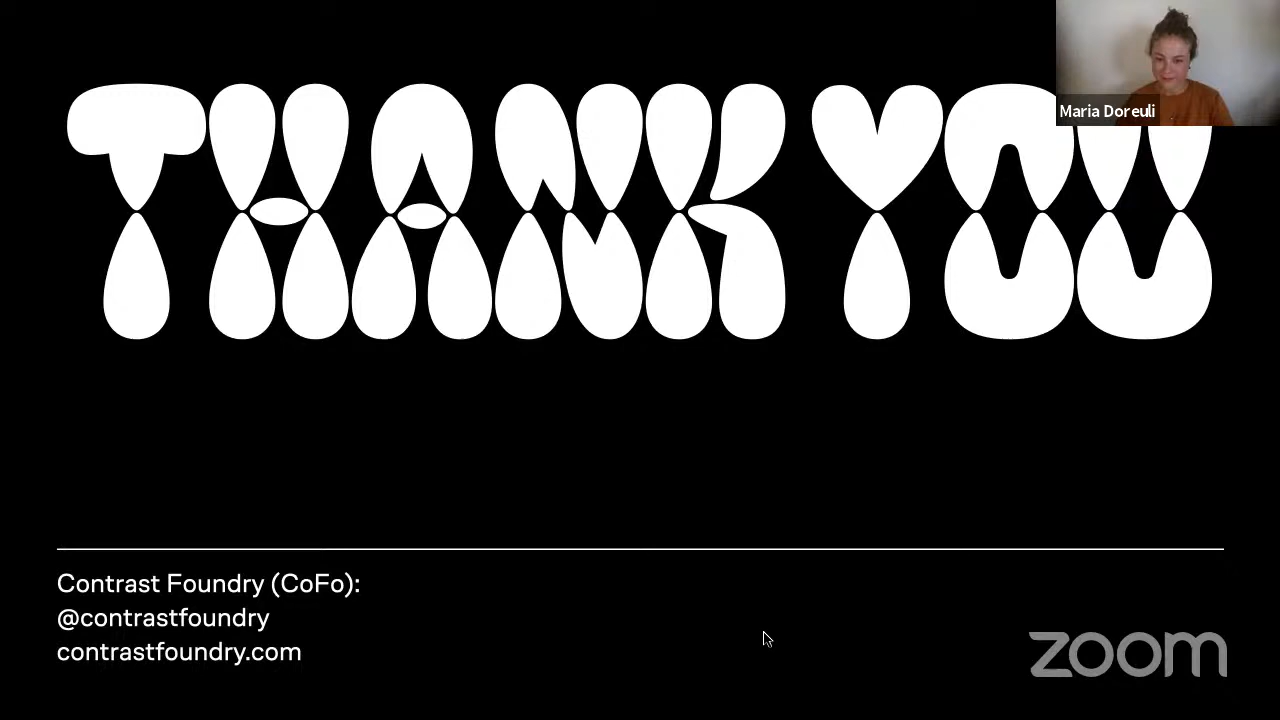 THANK YOU
Maria Doreuli
Contrast Foundry (CoFo):
@contrastfoundry
contrastfoundry.com
zoom